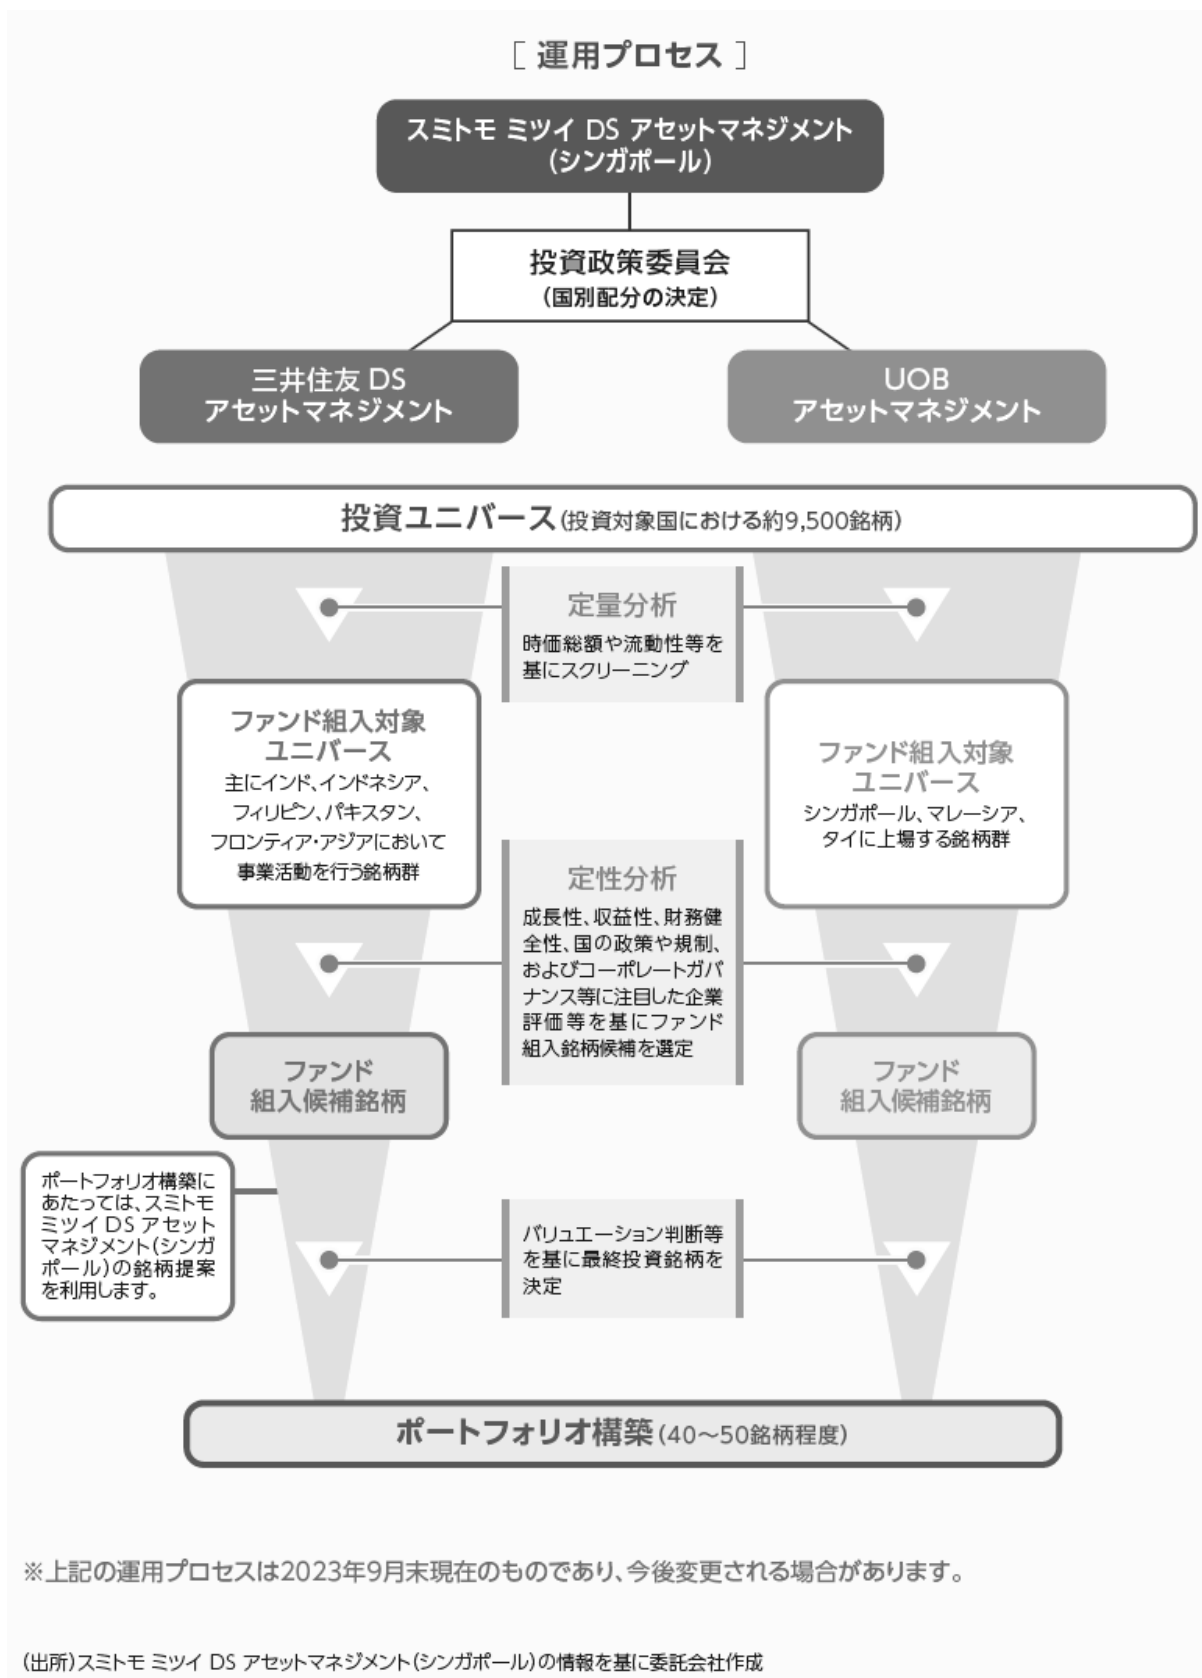 [ 運用プロセス ]
スミトモ ミツイ DS アセットマネジメント
(シンガポール)
投資政策委員会
(国別配分の決定)
三井住友 DS
アセットマネジメント
UOB
アセットマネジメント
投資ユニバース(投資対象国における約9,500銘柄)
定量分析
時価総額や流動性等を
基にスクリーニング
ファンド組入対象
ユニバース
主にインド、インドネシア、
フィリピン、パキスタン、
フロンティア・アジアにおいて
事業活動を行う銘柄群
ファンド組入対象
ユニバース
シンガポール、マレーシア、
タイに上場する銘柄群
定性分析
成長性、収益性、財務健
全性、国の政策や規制、
およびコーポレートガバ
ナンス等に注目した企業
評価等を基にファンド
組入銘柄候補を選定
ファンド
組入候補銘柄
ファンド
組入候補銘柄
ポートフォリオ構築に
あたっては、スミトモ
ミツイ DS アセット
マネジメント(シンガ
ポール)の銘柄提案
を利用します。
バリュエーション判断等
を基に最終投資銘柄を
決定
ポートフォリオ構築(40〜50銘柄程度)
※上記の運用プロセスは2023年9月末現在のものであり、今後変更される場合があります。
(出所)スミトモ ミツイ DS アセットマネジメント(シンガポール)の情報を基に委託会社作成